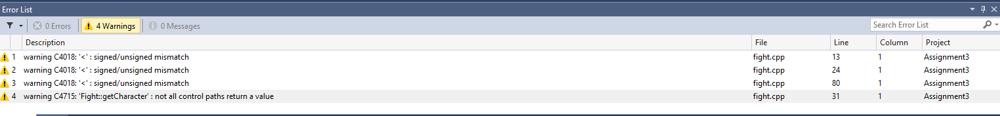 Error List
0 Errors 4 Warnings 0 Messages Search Error List
Description File Line Column Project
1 warning C4018: '<' : signed/unsigned mismatch fight.cpp 13 1 Assignment3
2 warning C4018: '<' : signed/unsigned mismatch fight.cpp 24 1 Assignment3
3 warning C4018: '<' : signed/unsigned mismatch fight.cpp 80 1 Assignment3
4 warning C4715: 'Fight::getCharacter' : not all control paths return a value fight.cpp 31 1 Assignment3